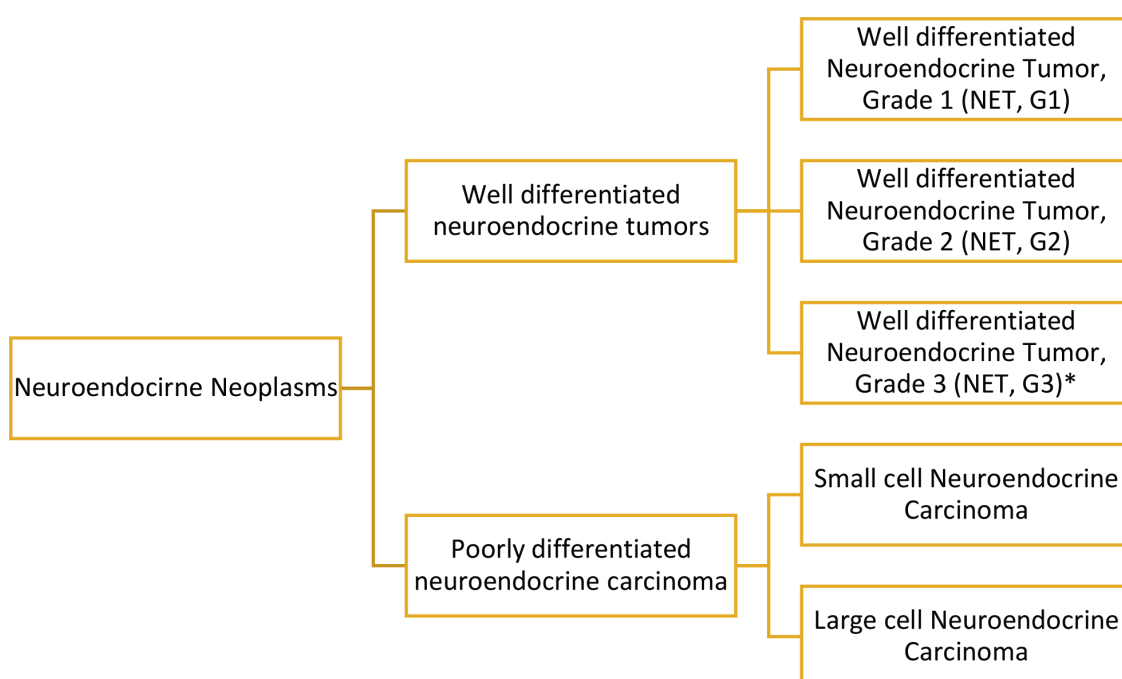 Well differentiated
Neuroendocrine Tumor,
Grade 1 (NET, G1)
Well differentiated
neuroendocrine tumors
Well differentiated
Neuroendocrine Tumor,
Grade 2 (NET, G2)
Well differentiated
Neuroendocrine Tumor,
Grade 3 (NET, G3)*
Neuroendocirne Neoplasms
Small cell Neuroendocrine
Carcinoma
Poorly differentiated
neuroendocrine carcinoma
Large cell Neuroendocrine
Carcinoma